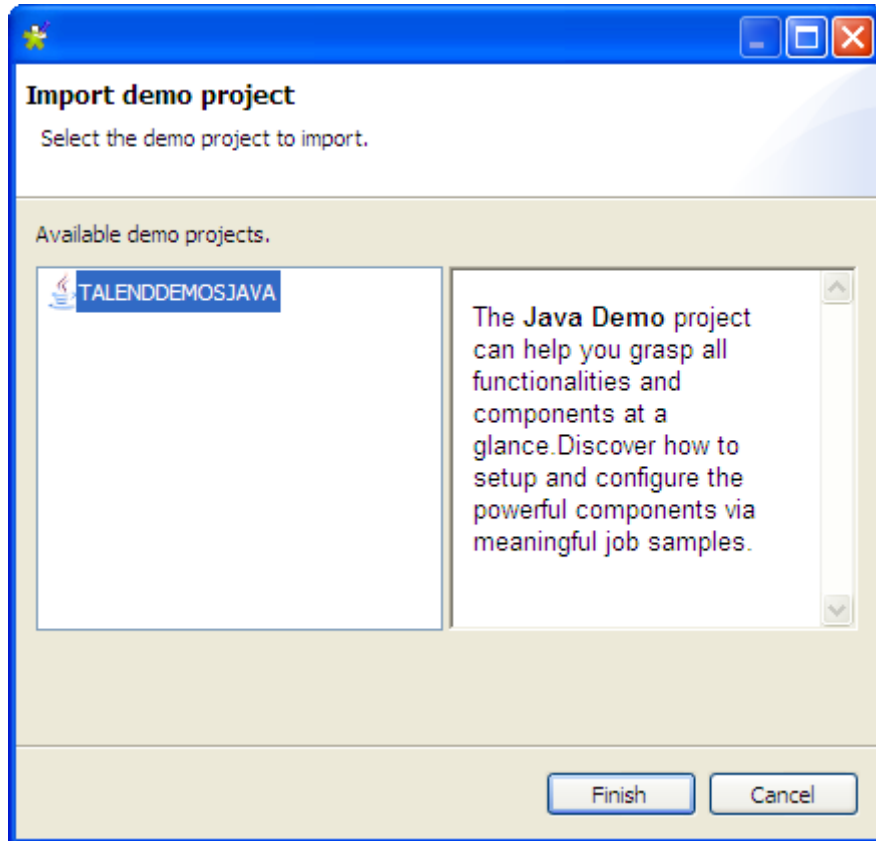 Import demo project
Select the demo project to import.
Available demo projects.
TALENDDEMOSJAVA
The Java Demo project
can help you grasp all
functionalities and
components at a
glance.Discover how to
setup and configure the
powerful components via
meaningful job samples.
Finish
Cancel